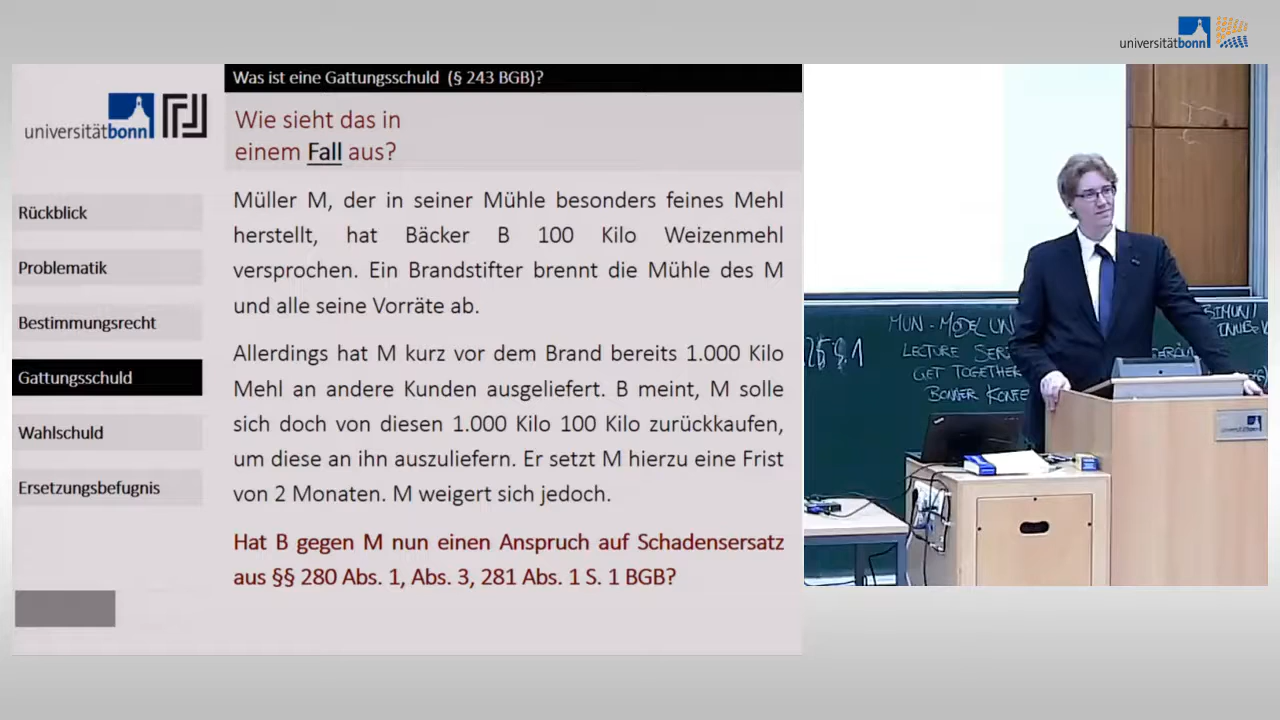 universitätbonn
Was ist eine Gattungsschuld (§ 243 BGB)?
universitätbonn
Wie sieht das in
einem Fall aus?
Rückblick
Problematik
Bestimmungsrecht
Gattungsschuld
Wahlschuld
Ersetzungsbefugnis
Müller M, der in seiner Mühle besonders feines Mehl
herstellt, hat Bäcker B 100 Kilo Weizenmehl
versprochen. Ein Brandstifter brennt die Mühle des M
und alle seine Vorräte ab.
Allerdings hat M kurz vor dem Brand bereits 1.000 Kilo
Mehl an andere Kunden ausgeliefert. B meint, M solle
sich doch von diesen 1.000 Kilo 100 Kilo zurückkaufen,
um diese an ihn auszuliefern. Er setzt M hierzu eine Frist
von 2 Monaten. M weigert sich jedoch.
Hat B gegen M nun einen Anspruch auf Schadensersatz
aus §§ 280 Abs. 1, Abs. 3, 281 Abs. 1 S. 1 BGB?
MUN - MODEL UN
LECTURE SER
GET TOGETHER
BONNER KONFE
universitätbonn